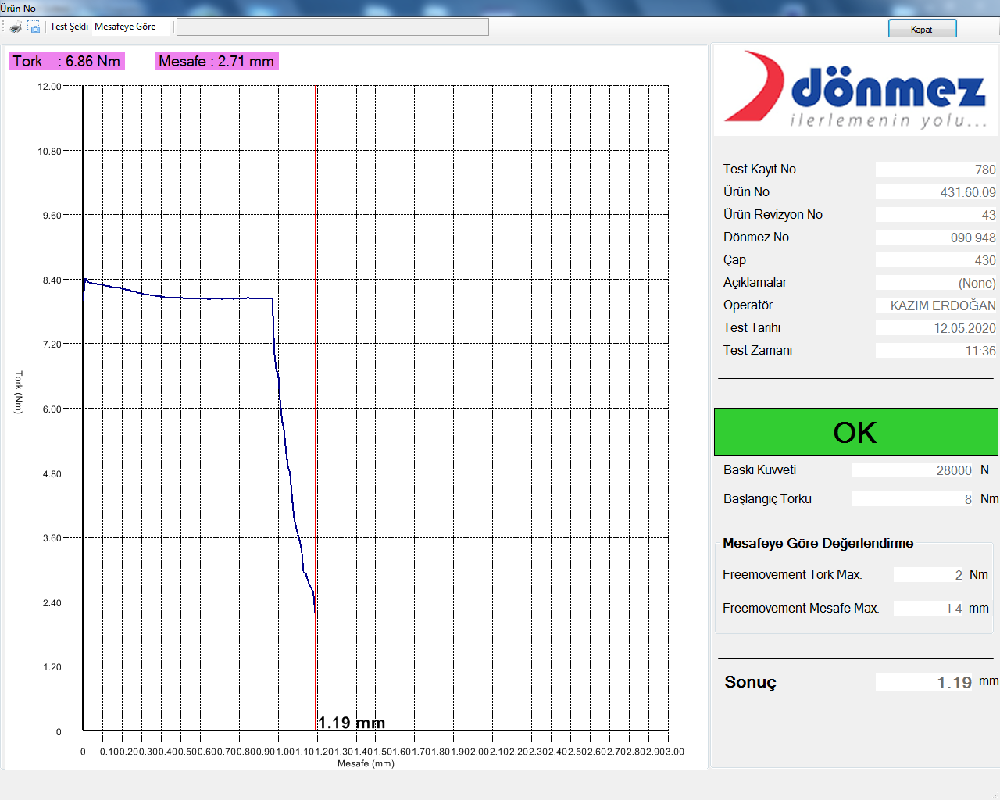 Ürün No
Test Şekli Mesafeye Göre
Kapat
Tork : 6.86 Nm Mesafe : 2.71 mm
12.00
10.80
9.60
8.40
7.20
6.00
4.80
3.60
2.40
1.20
0
Tork (Nm)
1.19 mm
0 0.10 0.20 0.30 0.40 0.50 0.60 0.70 0.80 0.90 1.00 1.10 1.20 1.30 1.40 1.50 1.60 1.70 1.80 1.90 2.00 2.10 2.20 2.30 2.40 2.50 2.60 2.70 2.80 2.90 3.00
Mesafe (mm)
dönmez
ilerlemenin yolu...
Test Kayıt No 780
Ürün No 431.60.09
Ürün Revizyon No 43
Dönmez No 090 948
Çap 430
Açıklamalar (None)
Operatör KAZIM ERDOĞAN
Test Tarihi 12.05.2020
Test Zamanı 11:36
OK
Baskı Kuvveti 28000 N
Başlangıç Torku 8 Nm
Mesafeye Göre Değerlendirme
Freemovement Tork Max. 2 Nm
Freemovement Mesafe Max. 1.4 mm
Sonuç 1.19 mm